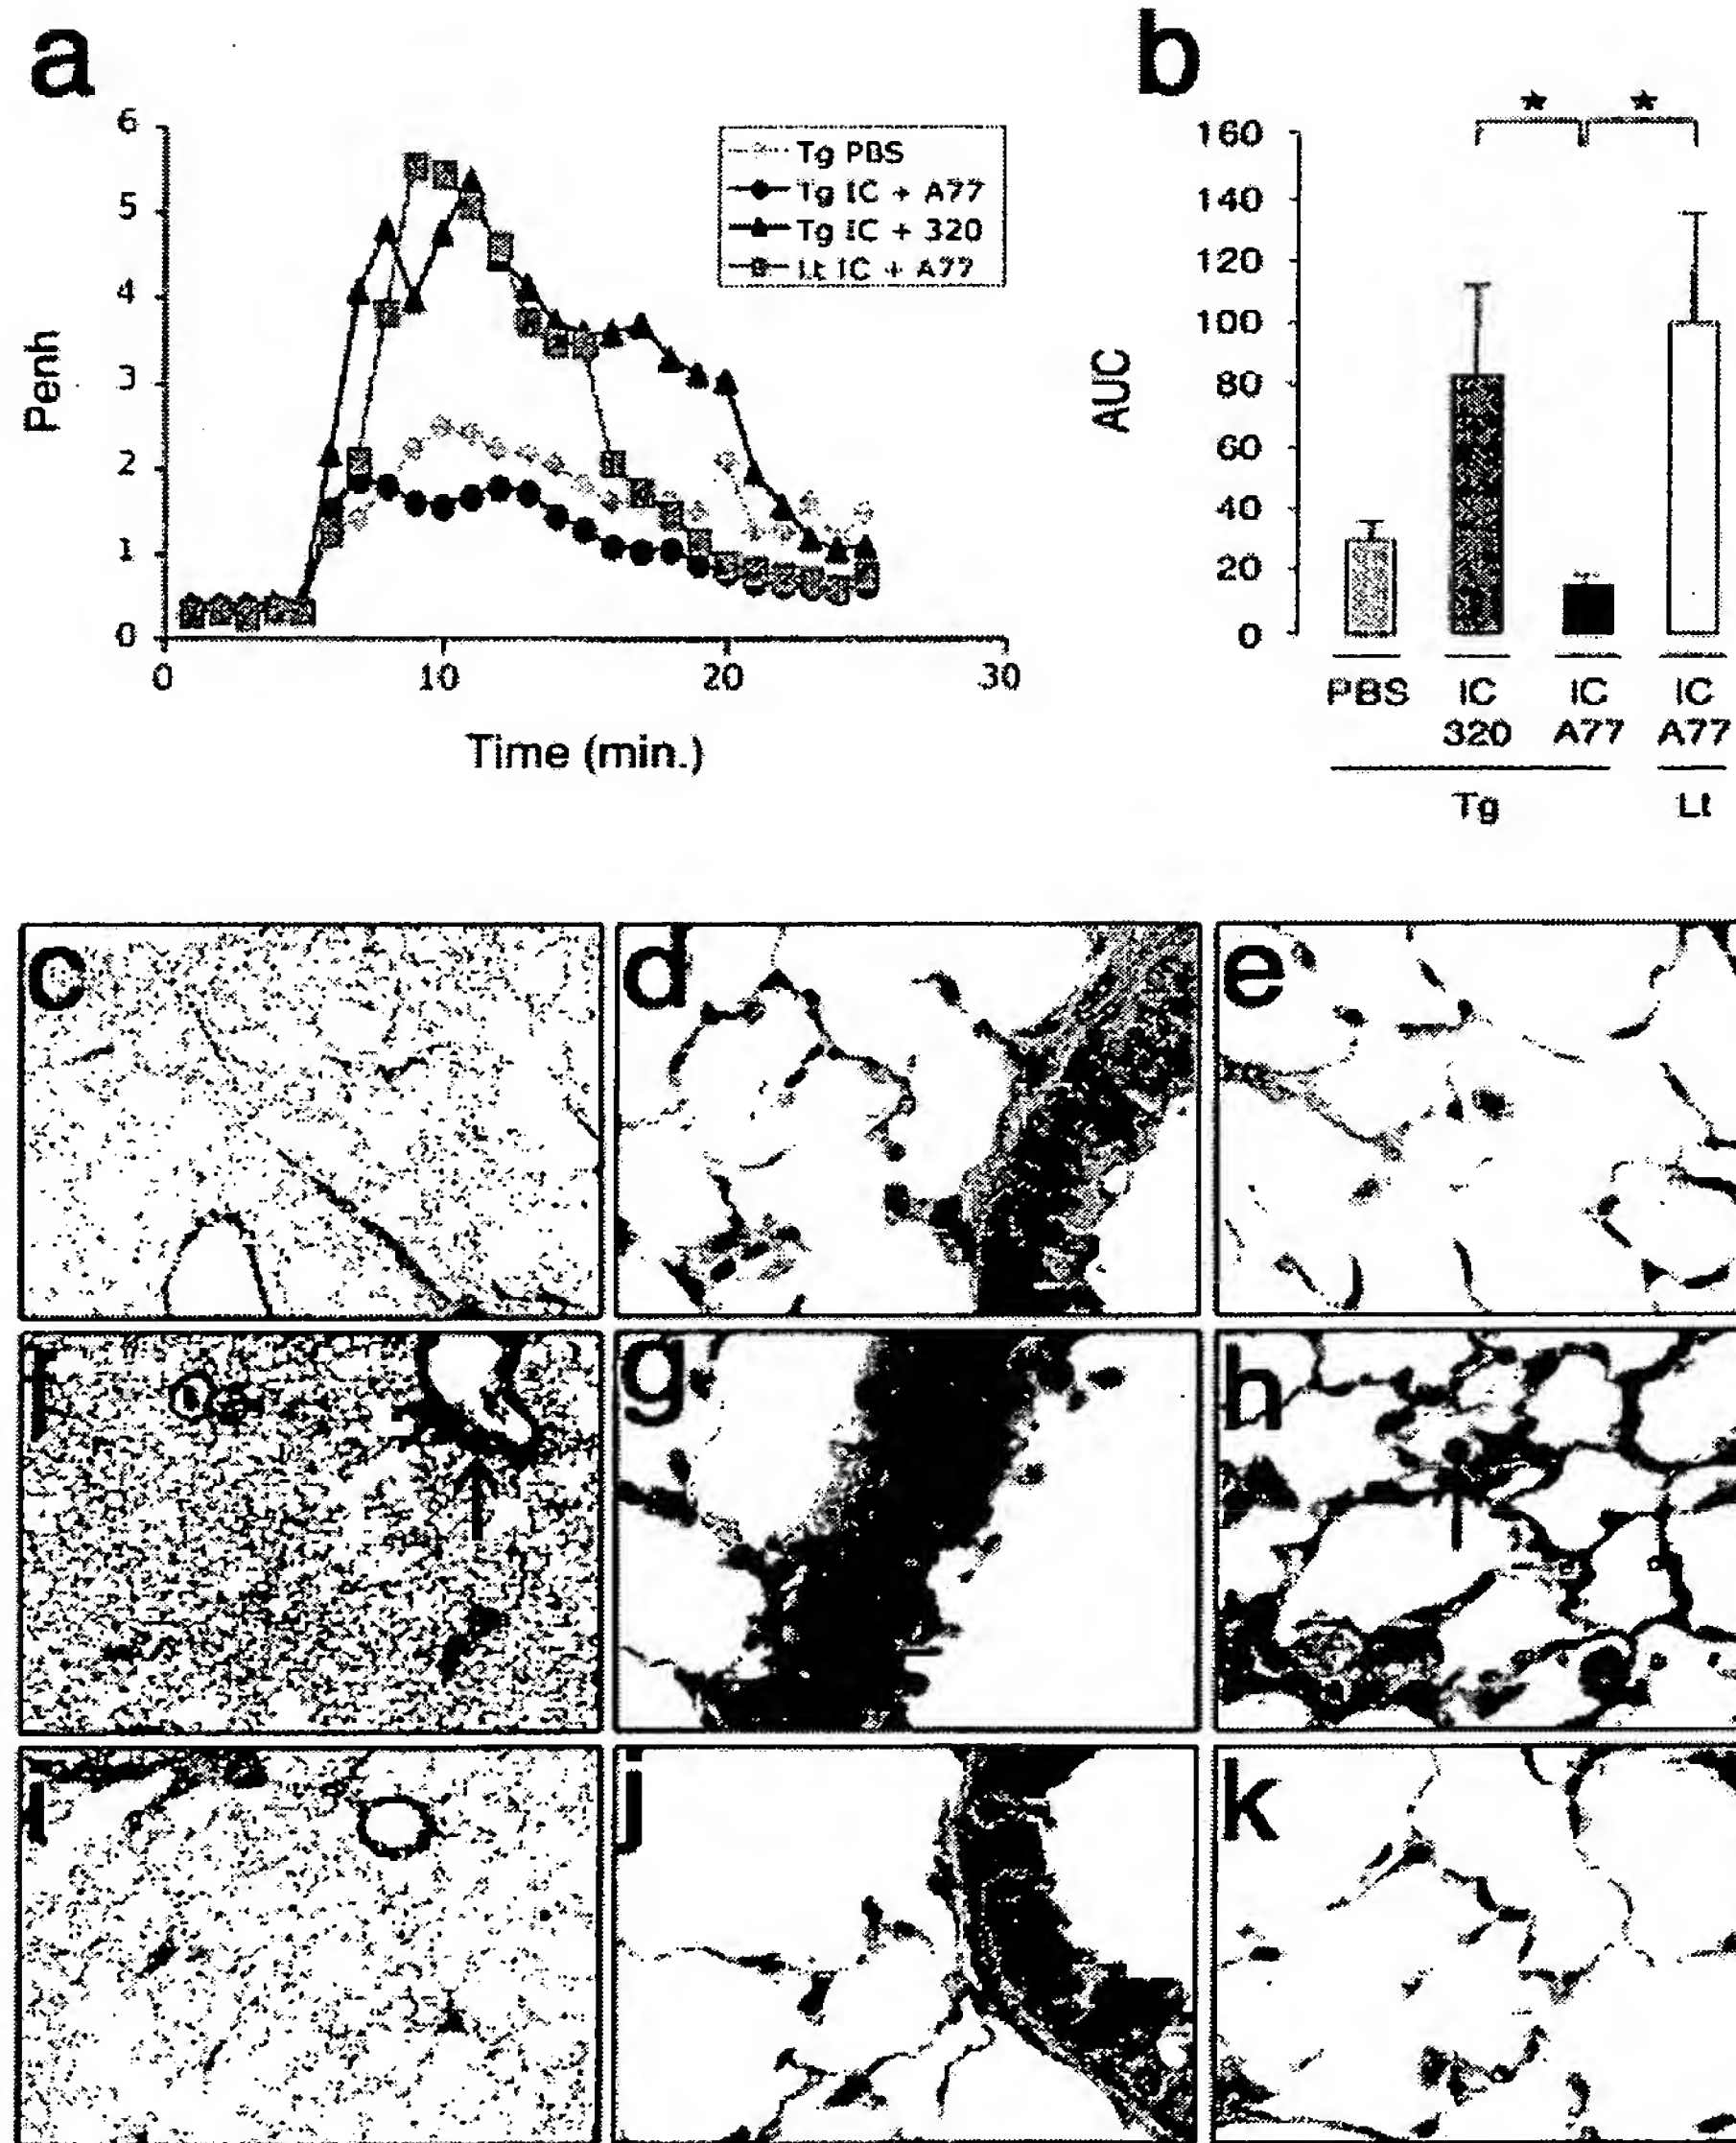 a
6
5
4
3
2
1
0
Penh
0 10 20 30
Time (min.)
Tg PBS
Tg IC + A77
Tg IC + 320
Lt IC + A77
b
160
140
120
100
80
60
40
20
0
AUC
PBS IC IC IC
320 A77 A77
Tg Lt
c d e
f g h
i j k